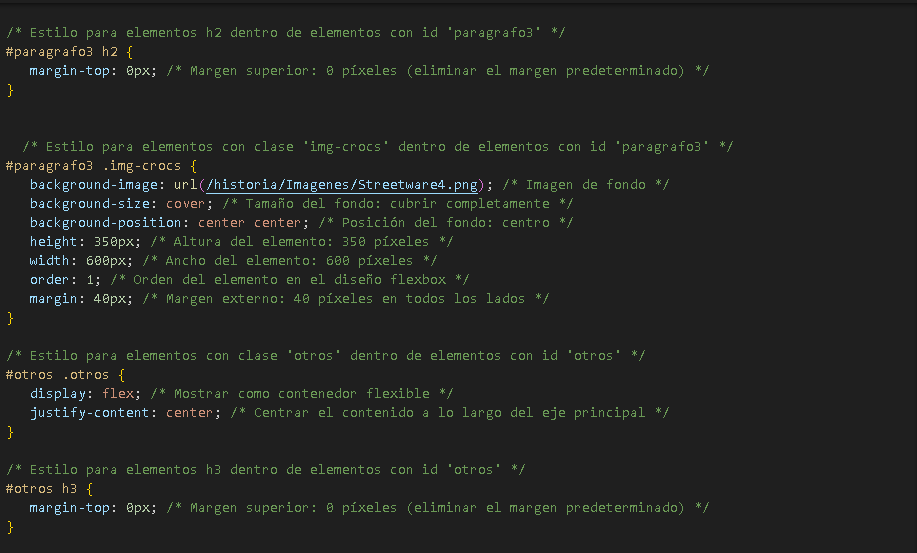 /* Estilo para elementos h2 dentro de elementos con id 'paragrafo3' */
#paragrafo3 h2 {
margin-top: 0px; /* Margen superior: 0 píxeles (eliminar el margen predeterminado) */
}
/* Estilo para elementos con clase 'img-crocs' dentro de elementos con id 'paragrafo3' */
#paragrafo3 .img-crocs {
background-image: url(/historia/Imagenes/Streetware4.png); /* Imagen de fondo */
background-size: cover; /* Tamaño del fondo: cubrir completamente */
background-position: center center; /* Posición del fondo: centro */
height: 350px; /* Altura del elemento: 350 píxeles */
width: 600px; /* Ancho del elemento: 600 píxeles */
order: 1; /* Orden del elemento en el diseño flexbox */
margin: 40px; /* Margen externo: 40 píxeles en todos los lados */
}
/* Estilo para elementos con clase 'otros' dentro de elementos con id 'otros' */
#otros .otros {
display: flex; /* Mostrar como contenedor flexible */
justify-content: center; /* Centrar el contenido a lo largo del eje principal */
}
/* Estilo para elementos h3 dentro de elementos con id 'otros' */
#otros h3 {
margin-top: 0px; /* Margen superior: 0 píxeles (eliminar el margen predeterminado) */
}